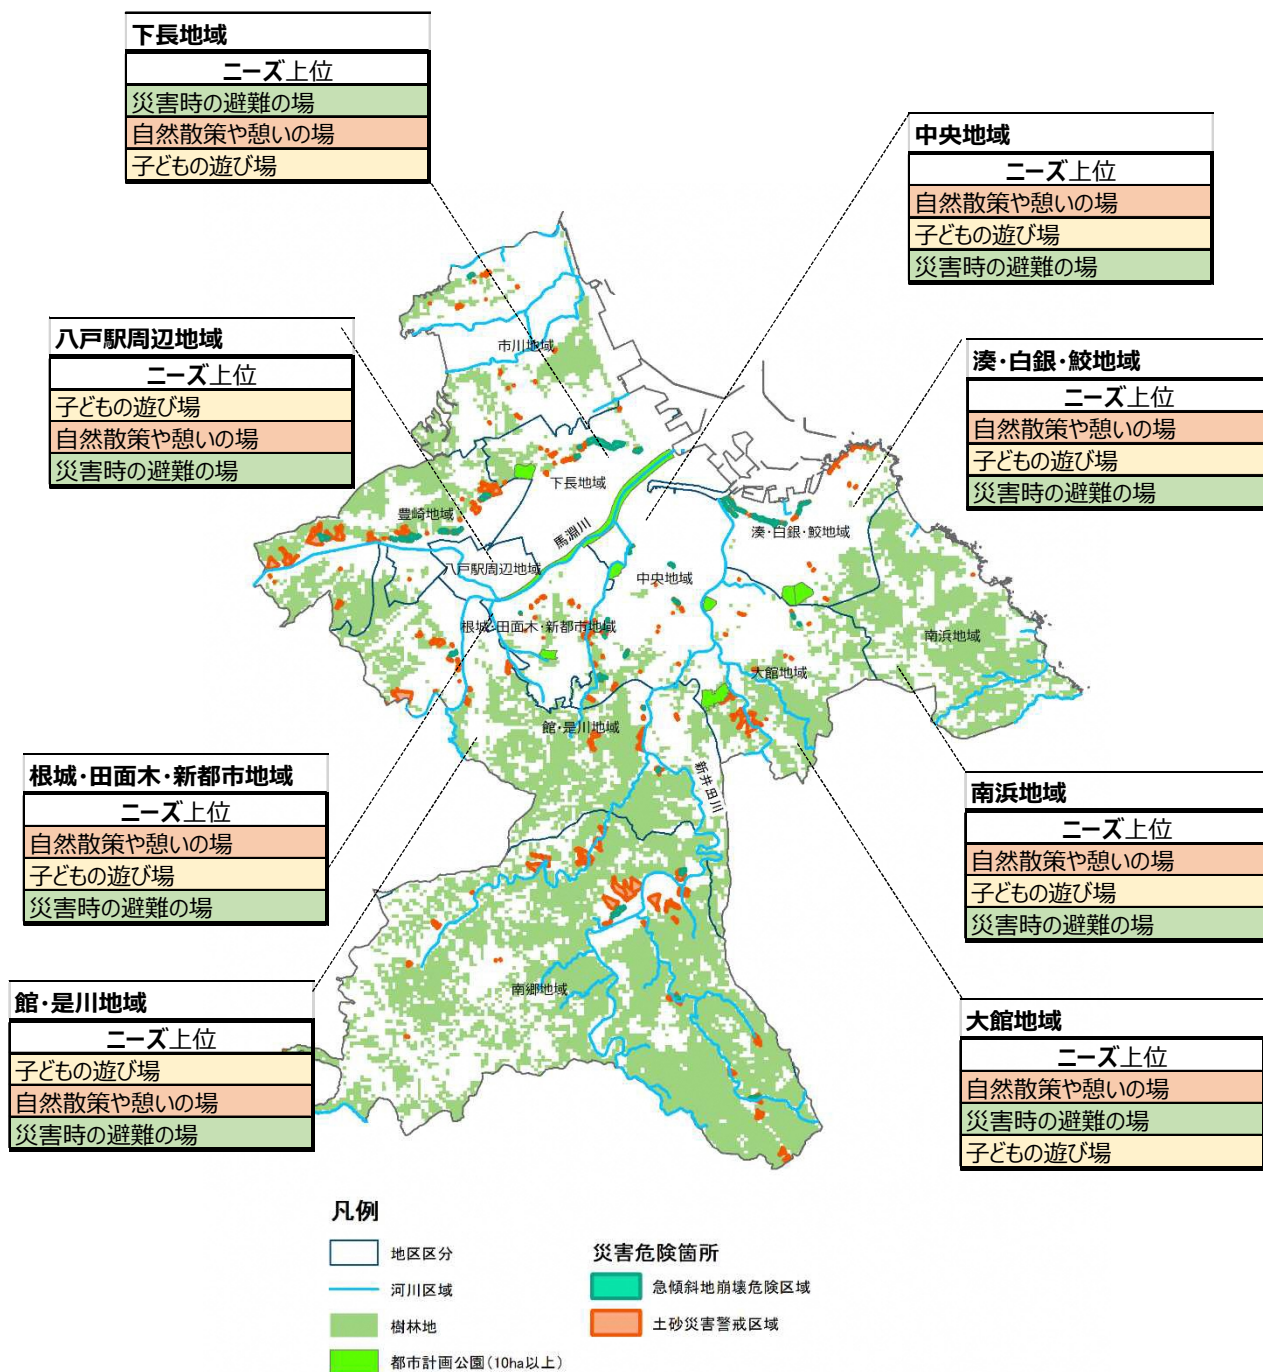 下長地域
ニーズ上位
災害時の避難の場
自然散策や憩いの場
子どもの遊び場
中央地域
ニーズ上位
自然散策や憩いの場
子どもの遊び場
災害時の避難の場
八戸駅周辺地域
ニーズ上位
子どもの遊び場
自然散策や憩いの場
災害時の避難の場
湊・白銀・鮫地域
ニーズ上位
自然散策や憩いの場
子どもの遊び場
災害時の避難の場
市川地域
下長地域
豊崎地域
馬淵川
湊・白銀・鮫地域
八戸駅周辺地域
中央地域
根城・田面木・新都市地域
南浜地域
大館地域
館・是川地域
新井田川
南郷地域
根城・田面木・新都市地域
ニーズ上位
自然散策や憩いの場
子どもの遊び場
災害時の避難の場
南浜地域
ニーズ上位
自然散策や憩いの場
子どもの遊び場
災害時の避難の場
館・是川地域
ニーズ上位
子どもの遊び場
自然散策や憩いの場
災害時の避難の場
大館地域
ニーズ上位
自然散策や憩いの場
災害時の避難の場
子どもの遊び場
凡例
地区区分
河川区域
樹林地
都市計画公園(10ha以上)
災害危険箇所
急傾斜地崩壊危険区域
土砂災害警戒区域